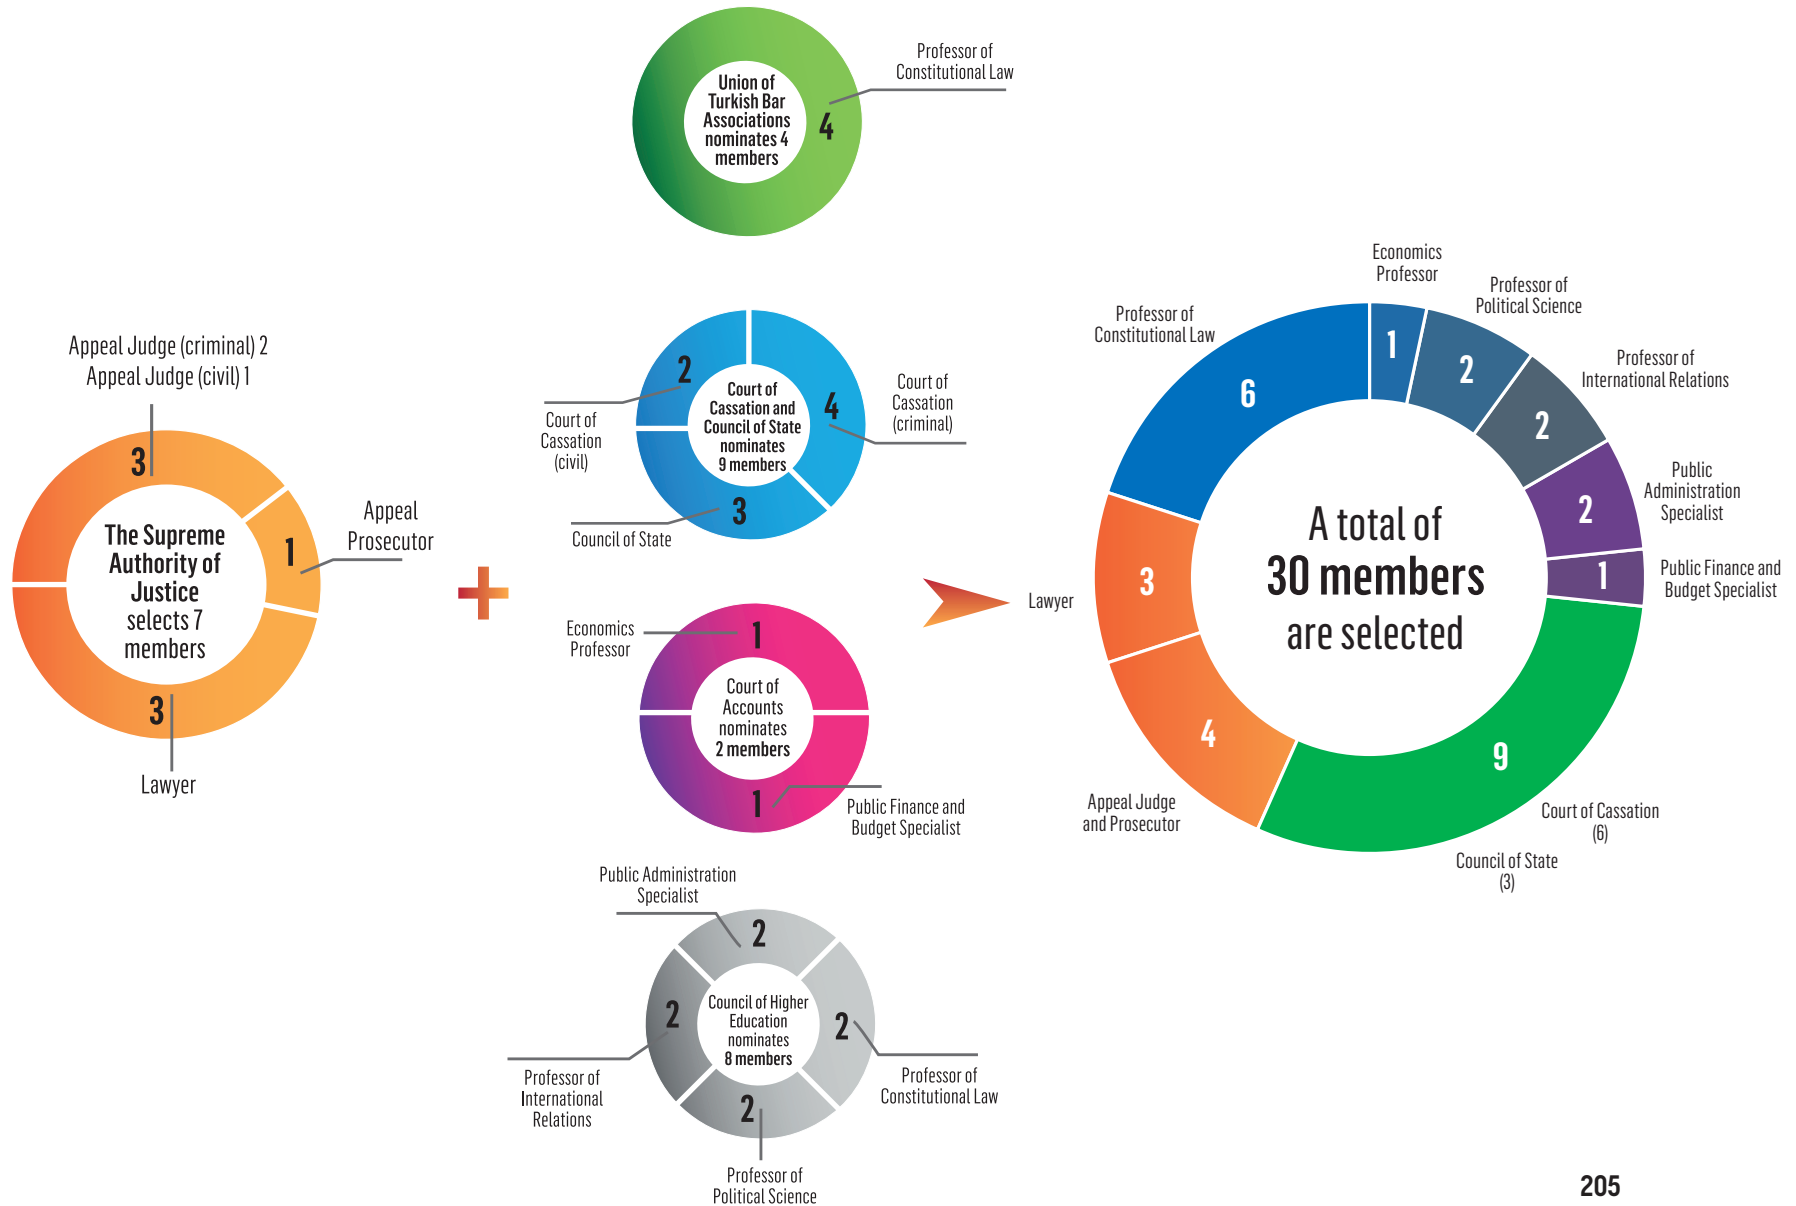 Union of
Turkish Bar
Associations
nominates 4
members
4
Professor of
Constitutional Law
Appeal Judge (criminal) 2
Appeal Judge (civil) 1
3
The Supreme
Authority of
Justice
selects 7
members
1
Appeal
Prosecutor
3
Lawyer
2
Court of
Cassation
(civil)
Court of
Cassation and
Council of State
nominates
9 members
4
Court of
Cassation
(criminal)
3
Council of State
Economics
Professor
1
Court of
Accounts
nominates
2 members
1
Public Finance and
Budget Specialist
Public Administration
Specialist
2
2
Council of Higher
Education
nominates
8 members
2
Professor of
International
Relations
Professor of
Constitutional Law
2
Professor of
Political Science
Economics
Professor
1
Professor of
Political Science
2
Professor of
International Relations
2
Public
Administration
Specialist
2
Public Finance and
Budget Specialist
1
Professor of
Constitutional Law
6
A total of
30 members
are selected
Lawyer
3
Appeal Judge
and Prosecutor
4
9
Court of Cassation
(6)
Council of State
(3)
205